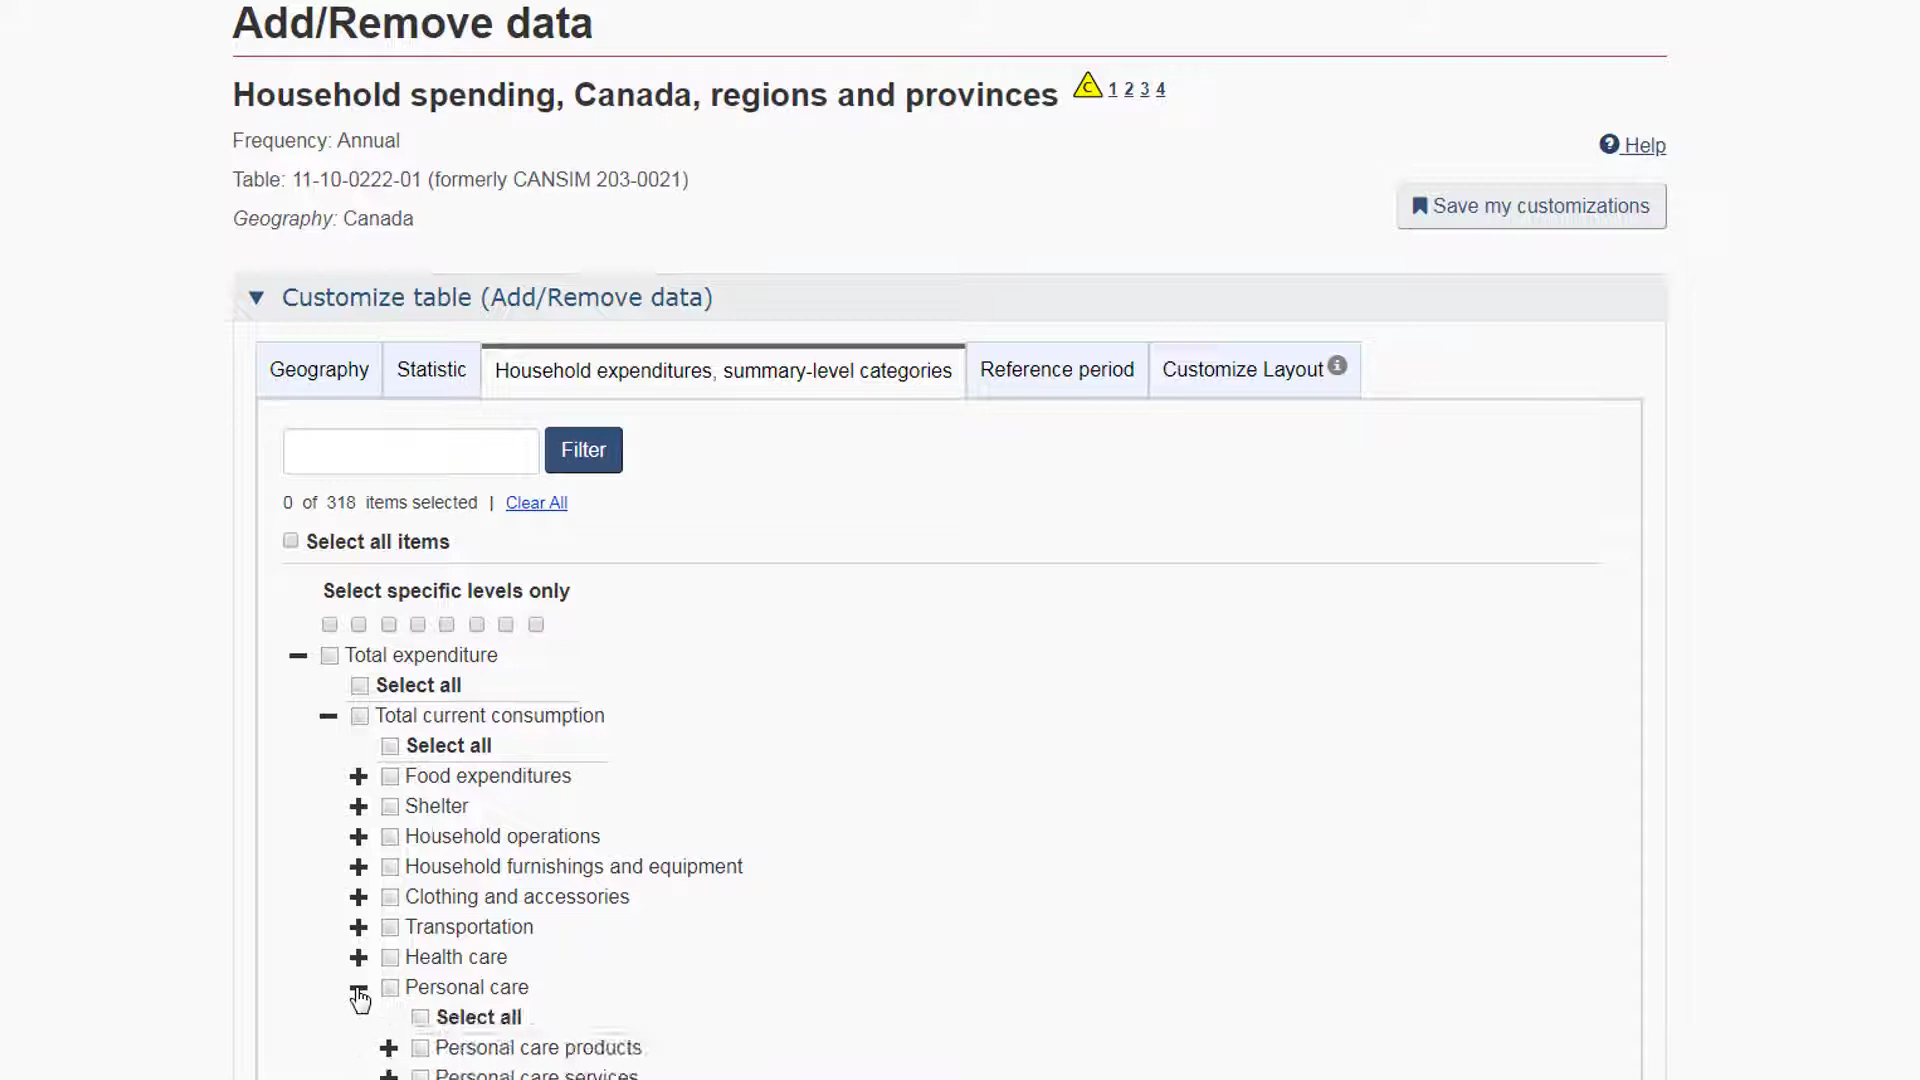 Add/Remove data
Household spending, Canada, regions and provinces C 1 2 3 4
Frequency: Annual
Help
Table: 11-10-0222-01 (formerly CANSIM 203-0021)
Save my customizations
Geography: Canada
Customize table (Add/Remove data)
Geography Statistic Household expenditures, summary-level categories Reference period Customize Layout
Filter
0 of 318 items selected | Clear All
Select all items
Select specific levels only
Total expenditure
Select all
Total current consumption
Select all
Food expenditures
Shelter
Household operations
Household furnishings and equipment
Clothing and accessories
Transportation
Health care
Personal care
Select all
Personal care products
Personal care services